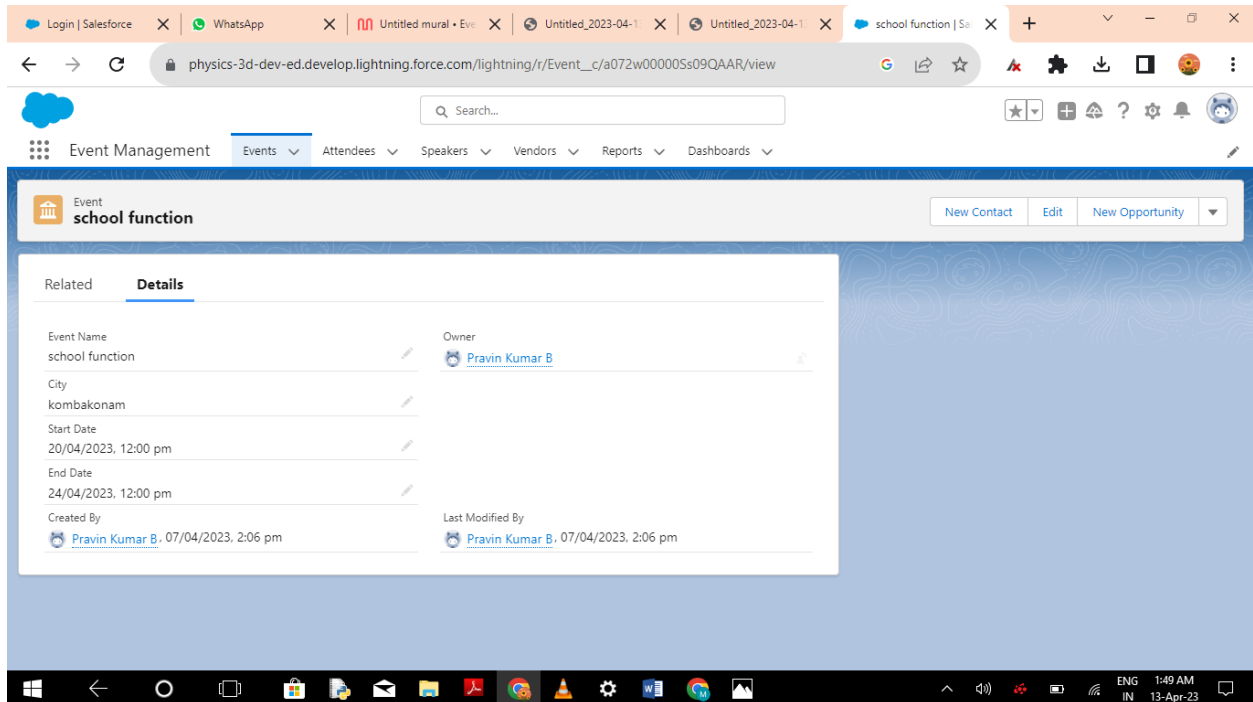 Login | Salesforce
WhatsApp
Untitled mural • Eve
Untitled_2023-04-1
Untitled_2023-04-1
school function | Sa
physics-3d-dev-ed.develop.lightning.force.com/lightning/r/Event__c/a072w00000Ss09QAAR/view
Search...
Event Management Events Attendees Speakers Vendors Reports Dashboards
Event
school function
New Contact Edit New Opportunity
Related Details
Event Name
school function
Owner
Pravin Kumar B
City
kombakonam
Start Date
20/04/2023, 12:00 pm
End Date
24/04/2023, 12:00 pm
Created By
Pravin Kumar B, 07/04/2023, 2:06 pm
Last Modified By
Pravin Kumar B, 07/04/2023, 2:06 pm
ENG 1:49 AM
IN 13-Apr-23